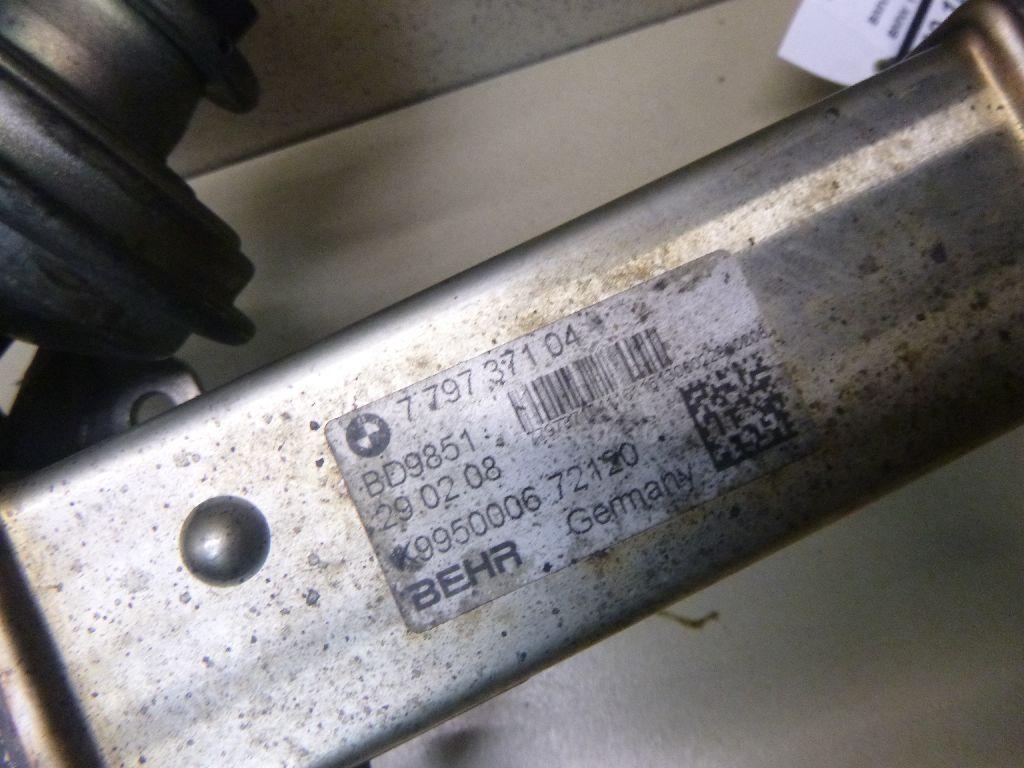 7 797 371 04
BD9851
29.02.08
K9950006 72120
BEHR Germany